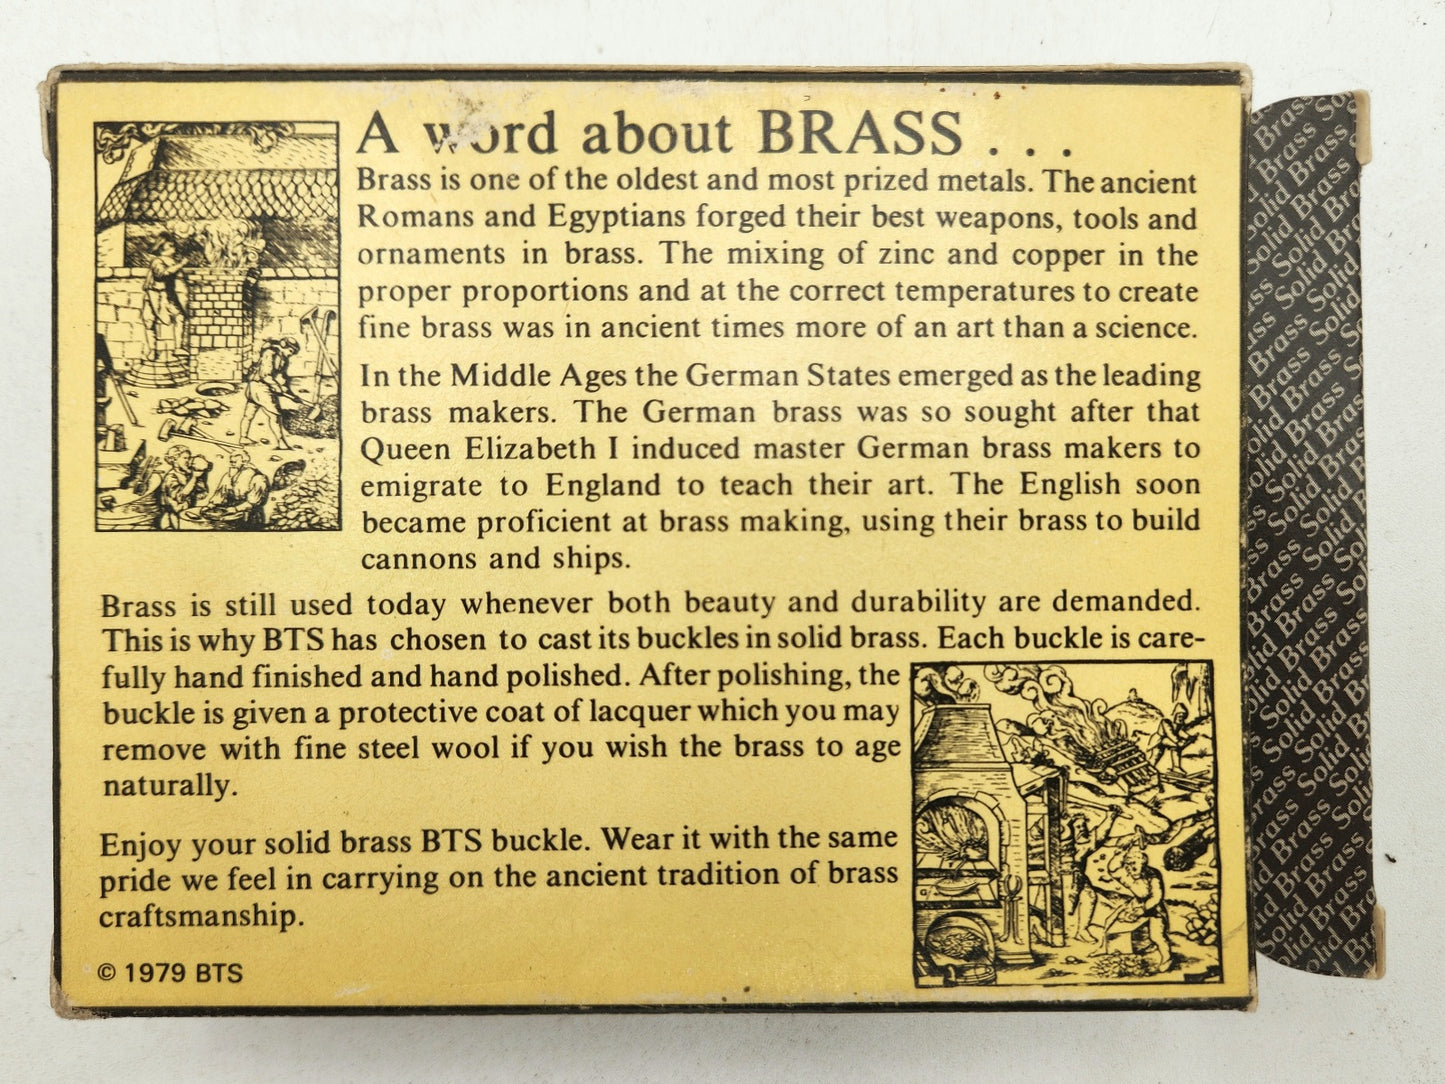 A word about BRASS . . .
Brass is one of the oldest and most prized metals. The ancient
Romans and Egyptians forged their best weapons, tools and
ornaments in brass. The mixing of zinc and copper in the
proper proportions and at the correct temperatures to create
fine brass was in ancient times more of an art than a science.
In the Middle Ages the German States emerged as the leading
brass makers. The German brass was so sought after that
Queen Elizabeth I induced master German brass makers to
emigrate to England to teach their art. The English soon
became proficient at brass making, using their brass to build
cannons and ships.
Brass is still used today whenever both beauty and durability are demanded.
This is why BTS has chosen to cast its buckles in solid brass. Each buckle is care-
fully hand finished and hand polished. After polishing, the
buckle is given a protective coat of lacquer which you may
remove with fine steel wool if you wish the brass to age
naturally.
Enjoy your solid brass BTS buckle. Wear it with the same
pride we feel in carrying on the ancient tradition of brass
craftsmanship.
© 1979 BTS
Solid Brass Solid Brass